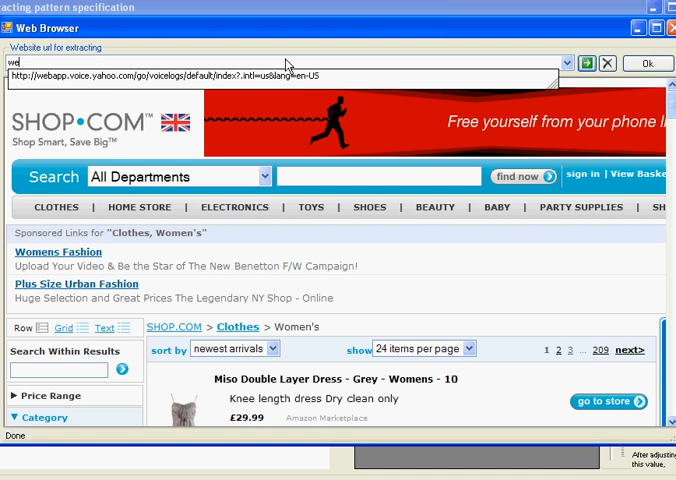 racting pattern specification
Web Browser
Website url for extracting
we
Ok
http://webapp.voice.yahoo.com/go/voicelogs/default/index?.intl=us&lang=en-US
SHOP•COM™
Shop Smart, Save Big™
Free yourself from your phone li
Search All Departments find now sign in | View Baske
CLOTHES | HOME STORE | ELECTRONICS | TOYS | SHOES | BEAUTY | BABY | PARTY SUPPLIES | SH
Sponsored Links for "Clothes, Women's"
Womens Fashion
Upload Your Video & Be the Star of The New Benetton F/W Campaign!
Plus Size Urban Fashion
Huge Selection and Great Prices The Legendary NY Shop - Online
Row Grid Text SHOP.COM > Clothes > Women's
Search Within Results
sort by newest arrivals show 24 items per page 1 2 3 ... 209 next>
Miso Double Layer Dress - Grey - Womens - 10
Price Range
Knee length dress Dry clean only
go to store
Category
£29.99 Amazon Marketplace
Done
After adjusting
this value,